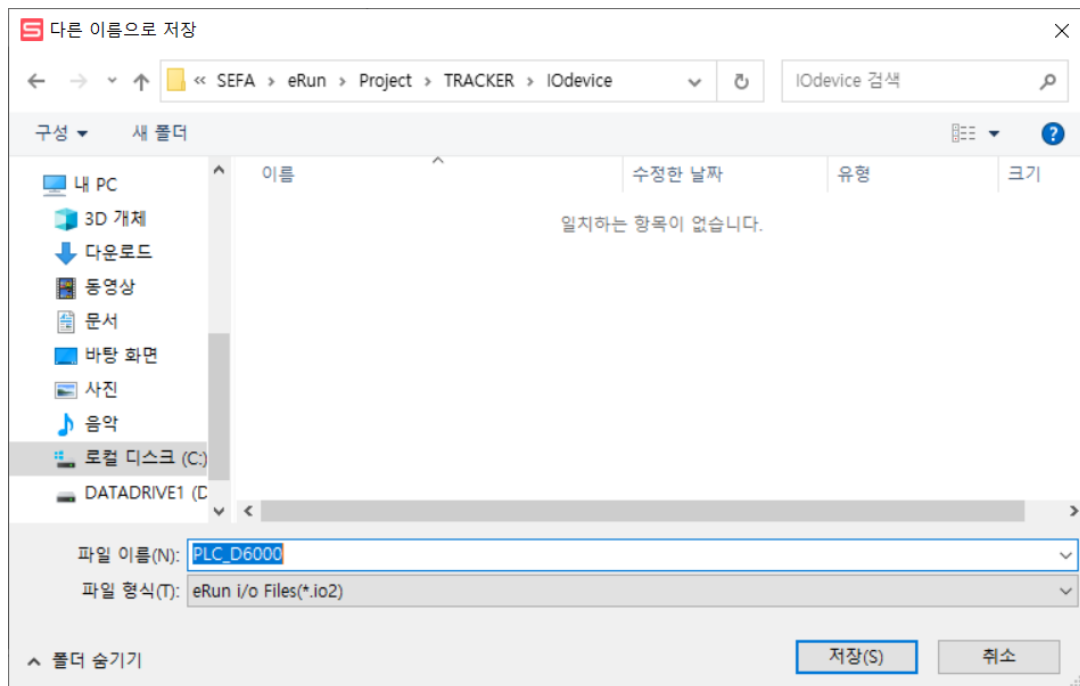 다른 이름으로 저장
« SEFA › eRun › Project › TRACKER › IOdevice
IOdevice 검색
구성
새 폴더
이름
수정한 날짜
유형
크기
일치하는 항목이 없습니다.
내 PC
3D 개체
다운로드
동영상
문서
바탕 화면
사진
음악
로컬 디스크 (C:)
DATADRIVE1 (D
파일 이름(N): PLC_D6000
파일 형식(T): eRun i/o Files(*.io2)
폴더 숨기기
저장(S)
취소